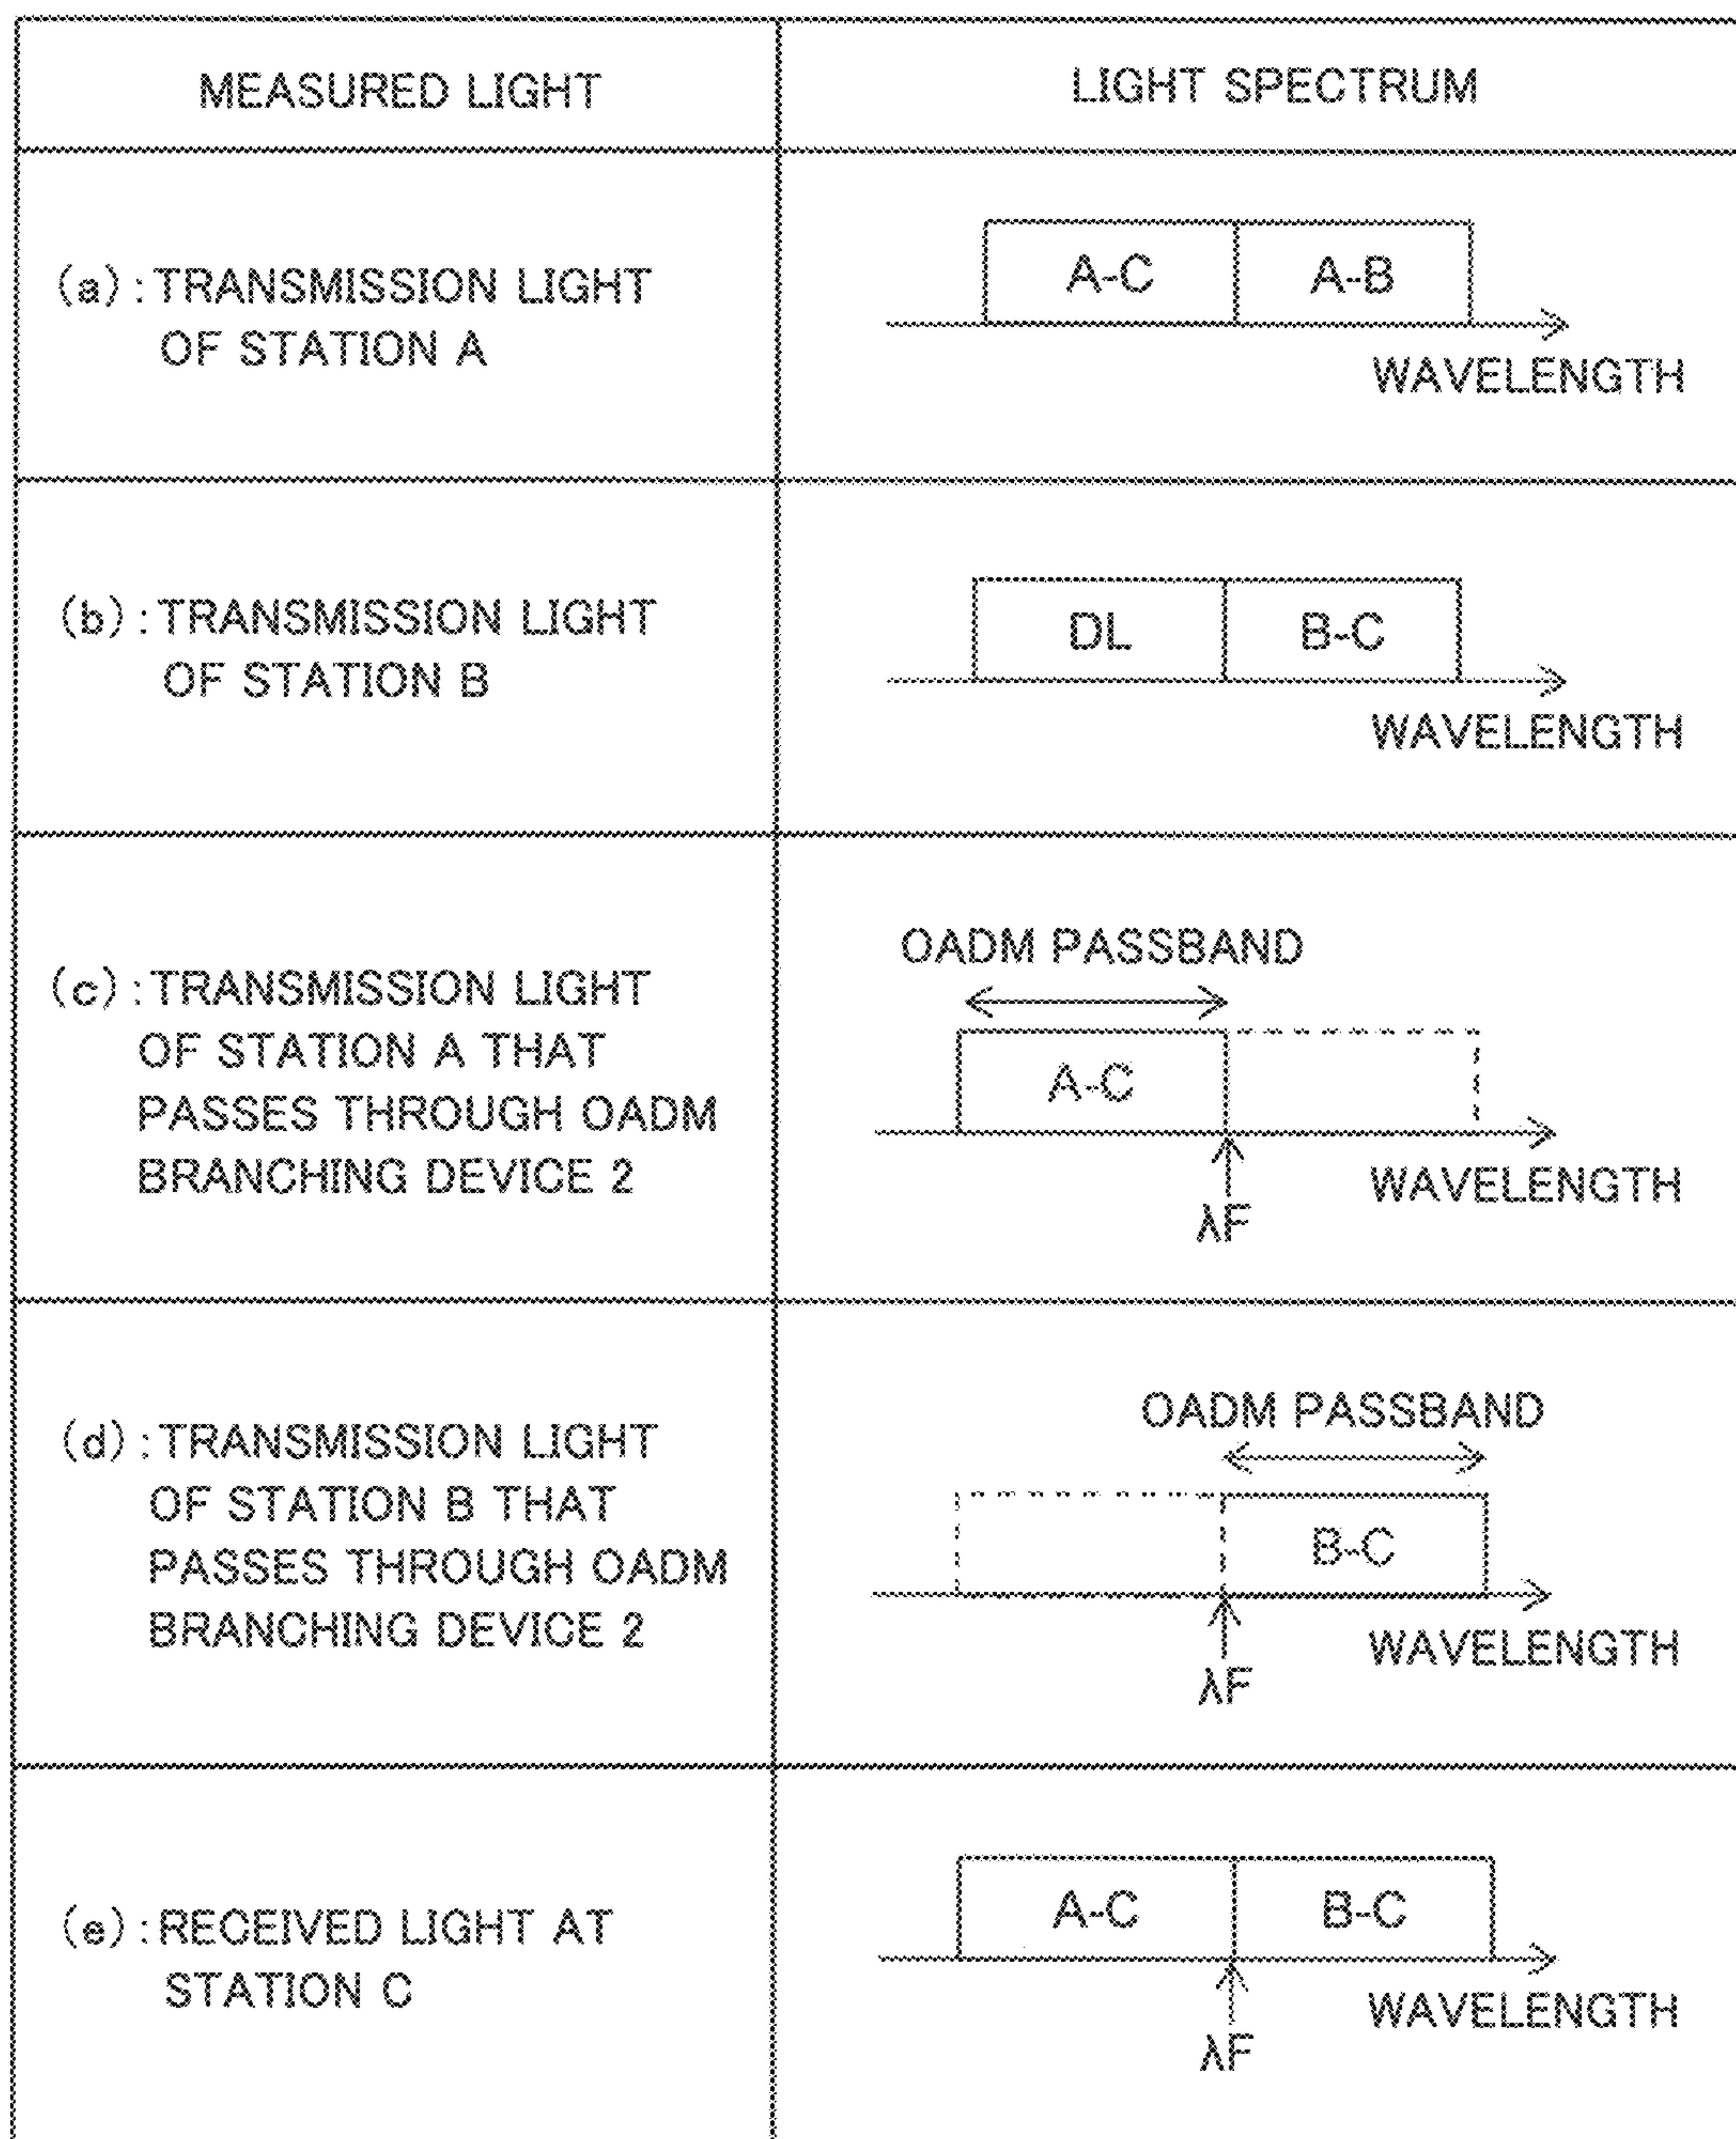 MEASURED LIGHT
LIGHT SPECTRUM
(a):TRANSMISSION LIGHT
OF STATION A
A-C
A-B
WAVELENGTH
(b):TRANSMISSION LIGHT
OF STATION B
DL
B-C
WAVELENGTH
(c):TRANSMISSION LIGHT
OF STATION A THAT
PASSES THROUGH OADM
BRANCHING DEVICE 2
OADM PASSBAND
A-C
WAVELENGTH
λF
(d):TRANSMISSION LIGHT
OF STATION B THAT
PASSES THROUGH OADM
BRANCHING DEVICE 2
OADM PASSBAND
B-C
WAVELENGTH
λF
(e):RECEIVED LIGHT AT
STATION C
A-C
B-C
WAVELENGTH
λF